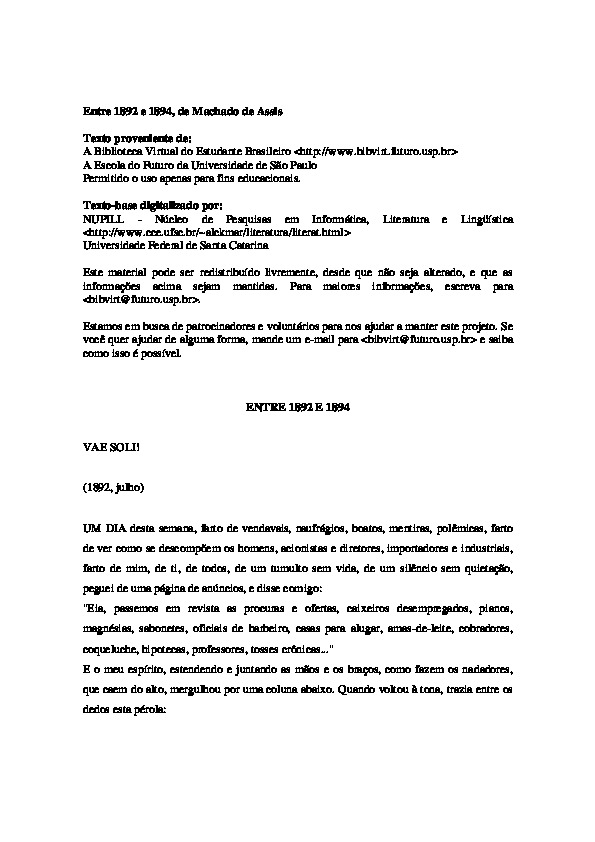 Entre 1892 e 1894, de Machado de Assis
Texto proveniente de:
A Biblioteca Virtual do Estudante Brasileiro <http://www.bibvirt.futuro.usp.br>
A Escola do Futuro da Universidade de São Paulo
Permitido o uso apenas para fins educacionais.
Texto-base digitalizado por:
NUPILL - Núcleo de Pesquisas em Informática, Literatura e Lingüística
<http://www.cce.ufsc.br/~alckmar/literatura/literat.html>
Universidade Federal de Santa Catarina
Este material pode ser redistribuído livremente, desde que não seja alterado, e que as
informações acima sejam mantidas. Para maiores informações, escreva para
<bibvirt@futuro.usp.br>.
Estamos em busca de patrocinadores e voluntários para nos ajudar a manter este projeto. Se
você quer ajudar de alguma forma, mande um e-mail para <bibvirt@futuro.usp.br> e saiba
como isso é possível.
ENTRE 1892 E 1894
VAE SOLI!
(1892, julho)
UM DIA desta semana, farto de vendavais, naufrágios, boatos, mentiras, polêmicas, farto
de ver como se descompõem os homens, acionistas e diretores, importadores e industriais,
farto de mim, de ti, de todos, de um tumulto sem vida, de um silêncio sem quietação,
peguei de uma página de anúncios, e disse comigo:
"Eia, passemos em revista as procuras e ofertas, caixeiros desempregados, pianos,
magnésias, sabonetes, oficiais de barbeiro, casas para alugar, amas-de-leite, cobradores,
coqueluche, hipotecas, professores, tosses crônicas..."
E o meu espírito, estendendo e juntando as mãos e os braços, como fazem os nadadores,
que caem do alto, mergulhou por uma coluna abaixo. Quando voltou à tona, trazia entre os
dedos esta pérola: